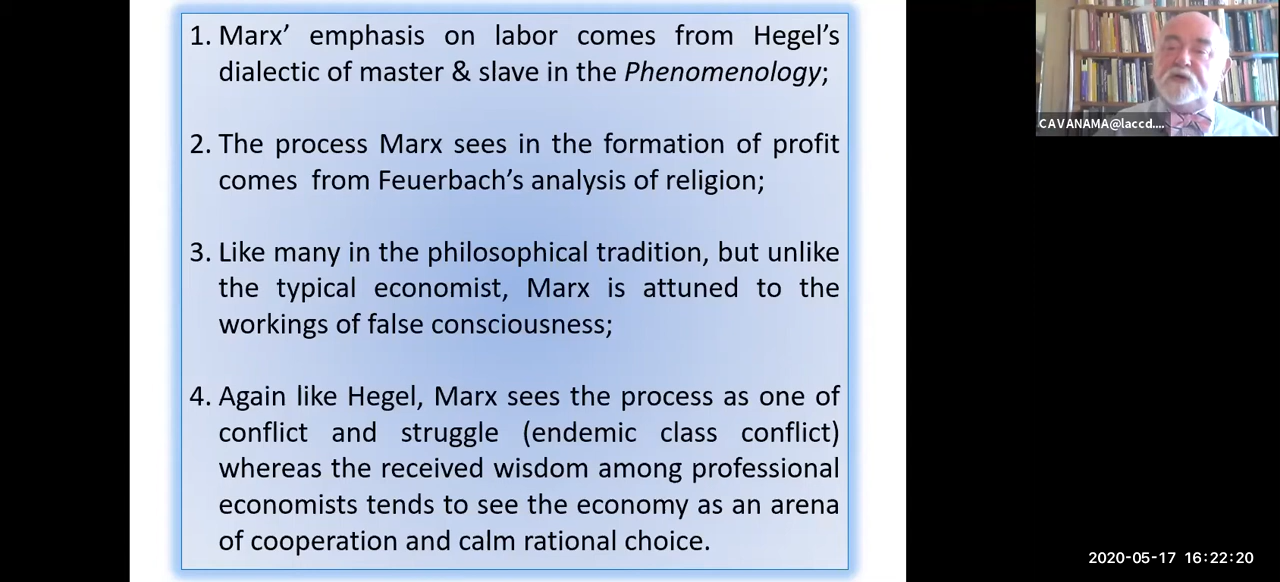 1. Marx’ emphasis on labor comes from Hegel’s
dialectic of master & slave in the Phenomenology;
2. The process Marx sees in the formation of profit
comes from Feuerbach’s analysis of religion;
3. Like many in the philosophical tradition, but unlike
the typical economist, Marx is attuned to the
workings of false consciousness;
4. Again like Hegel, Marx sees the process as one of
conflict and struggle (endemic class conflict)
whereas the received wisdom among professional
economists tends to see the economy as an arena
of cooperation and calm rational choice.
CAVANAMA@laccd....
2020-05-17 16:22:20